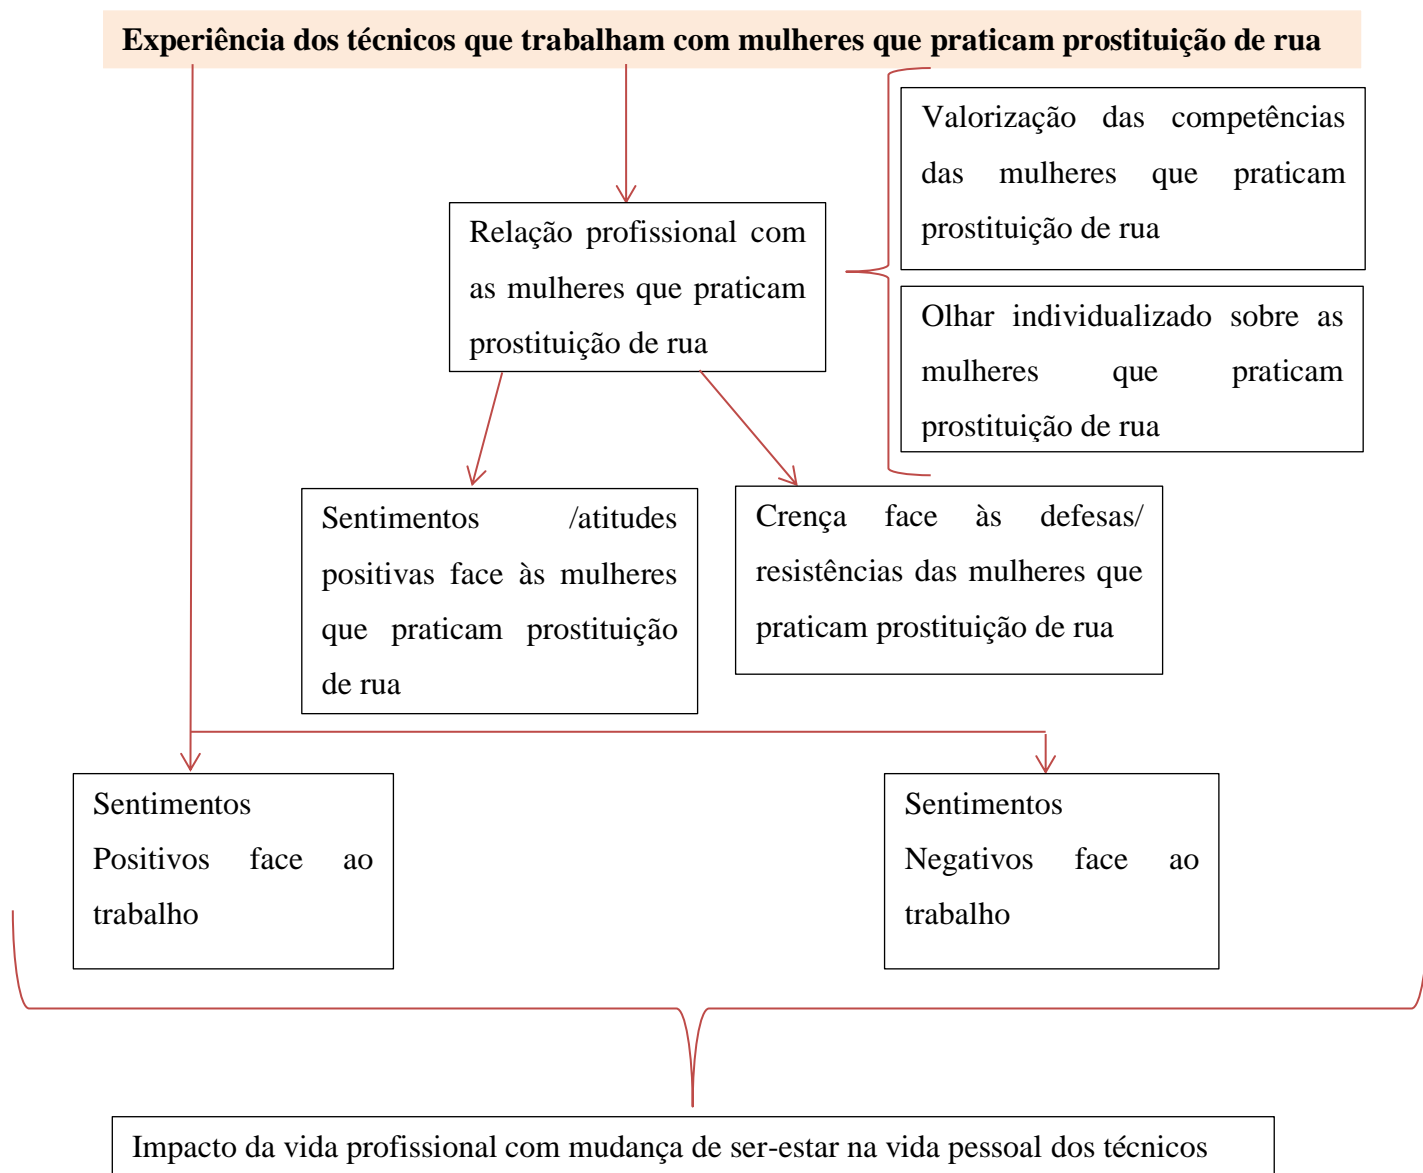 Experiência dos técnicos que trabalham com mulheres que praticam prostituição de rua
Valorização das competências
das mulheres que praticam
prostituição de rua
Relação profissional com
as mulheres que praticam
prostituição de rua
Olhar individualizado sobre as
mulheres que praticam
prostituição de rua
Sentimentos /atitudes
positivas face às mulheres
que praticam prostituição
de rua
Crença face às defesas/
resistências das mulheres que
praticam prostituição de rua
Sentimentos
Positivos face ao
trabalho
Sentimentos
Negativos face ao
trabalho
Impacto da vida profissional com mudança de ser-estar na vida pessoal dos técnicos